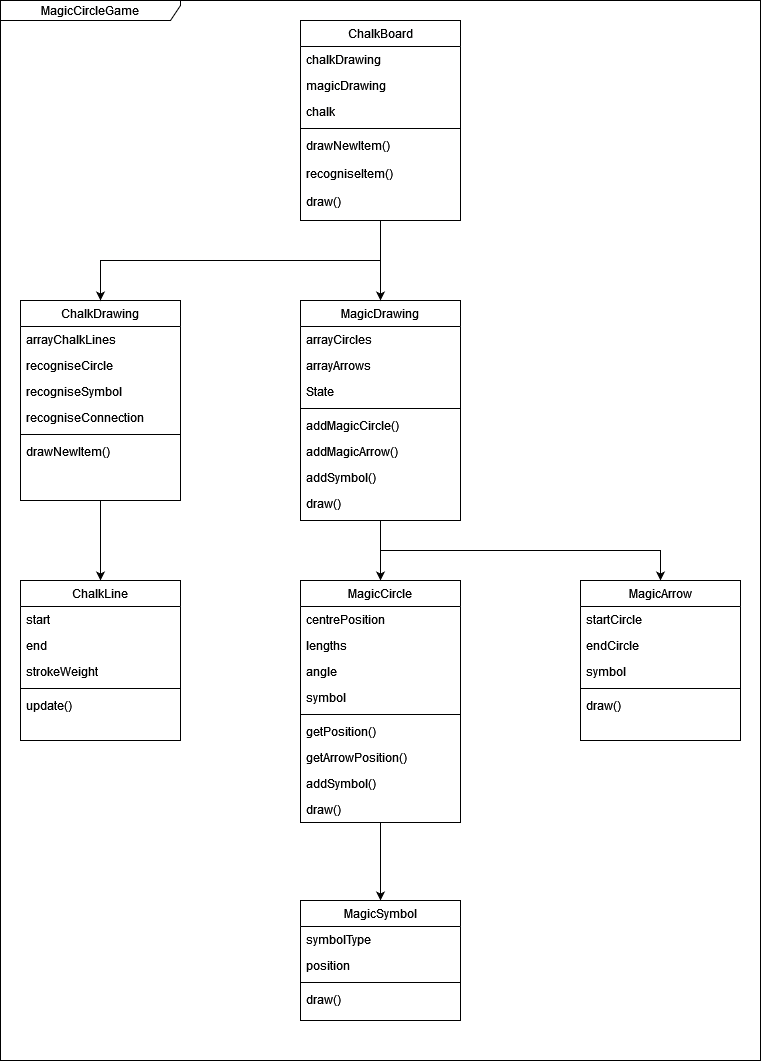 MagicCircleGame
ChalkBoard
chalkDrawing
magicDrawing
chalk
drawNewItem()
recogniseItem()
draw()
ChalkDrawing
arrayChalkLines
recogniseCircle
recogniseSymbol
recogniseConnection
drawNewItem()
MagicDrawing
arrayCircles
arrayArrows
State
addMagicCircle()
addMagicArrow()
addSymbol()
draw()
ChalkLine
start
end
strokeWeight
update()
MagicCircle
centrePosition
lengths
angle
symbol
getPosition()
getArrowPosition()
addSymbol()
draw()
MagicArrow
startCircle
endCircle
symbol
draw()
MagicSymbol
symbolType
position
draw()